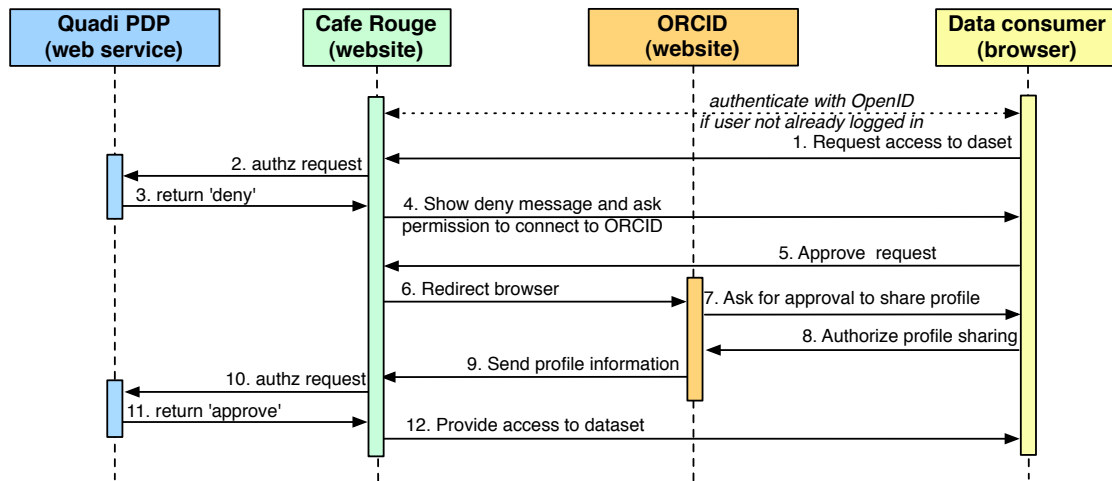 Quadi PDP
(web service)
Cafe Rouge
(website)
ORCID
(website)
Data consumer
(browser)
authenticate with OpenID
if user not already logged in
1. Request access to daset
2. authz request
3. return 'deny'
4. Show deny message and ask
permission to connect to ORCID
5. Approve request
6. Redirect browser
7. Ask for approval to share profile
8. Authorize profile sharing
9. Send profile information
10. authz request
11. return 'approve'
12. Provide access to dataset